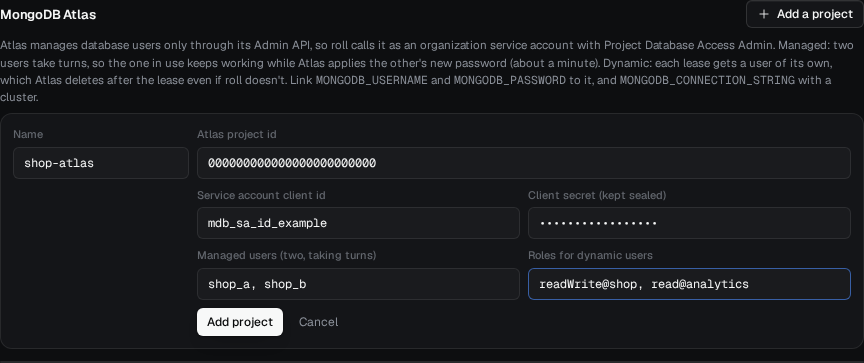 MongoDB Atlas
+ Add a project
Atlas manages database users only through its Admin API, so roll calls it as an organization service account with Project Database Access Admin. Managed: two
users take turns, so the one in use keeps working while Atlas applies the other's new password (about a minute). Dynamic: each lease gets a user of its own,
which Atlas deletes after the lease even if roll doesn't. Link MONGODB_USERNAME and MONGODB_PASSWORD to it, and MONGODB_CONNECTION_STRING with a
cluster.
Name
Atlas project id
shop-atlas
000000000000000000000000
Service account client id
Client secret (kept sealed)
mdb_sa_id_example
•••••••••••••••••
Managed users (two, taking turns)
Roles for dynamic users
shop_a, shop_b
readWrite@shop, read@analytics
Add project
Cancel